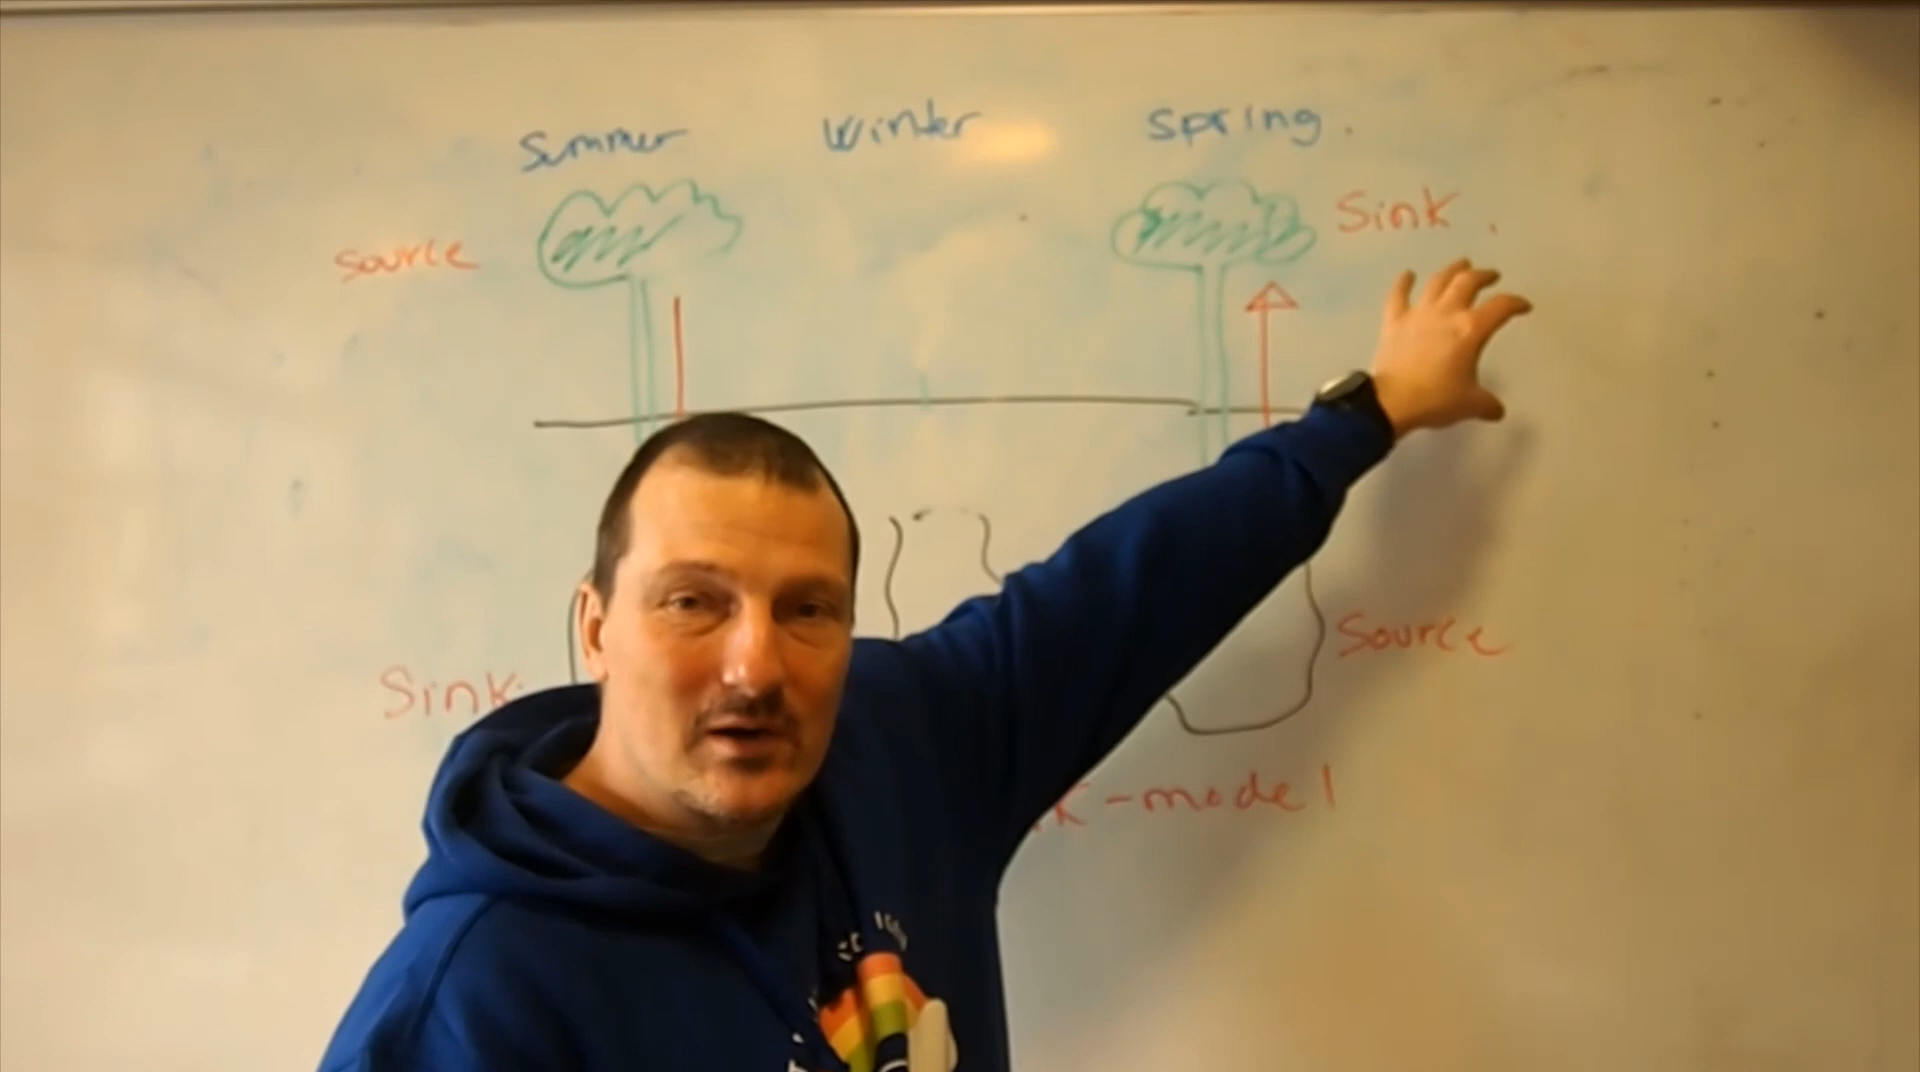 Summer Winter Spring.
Sink.
Source
Source
Sink
k-model